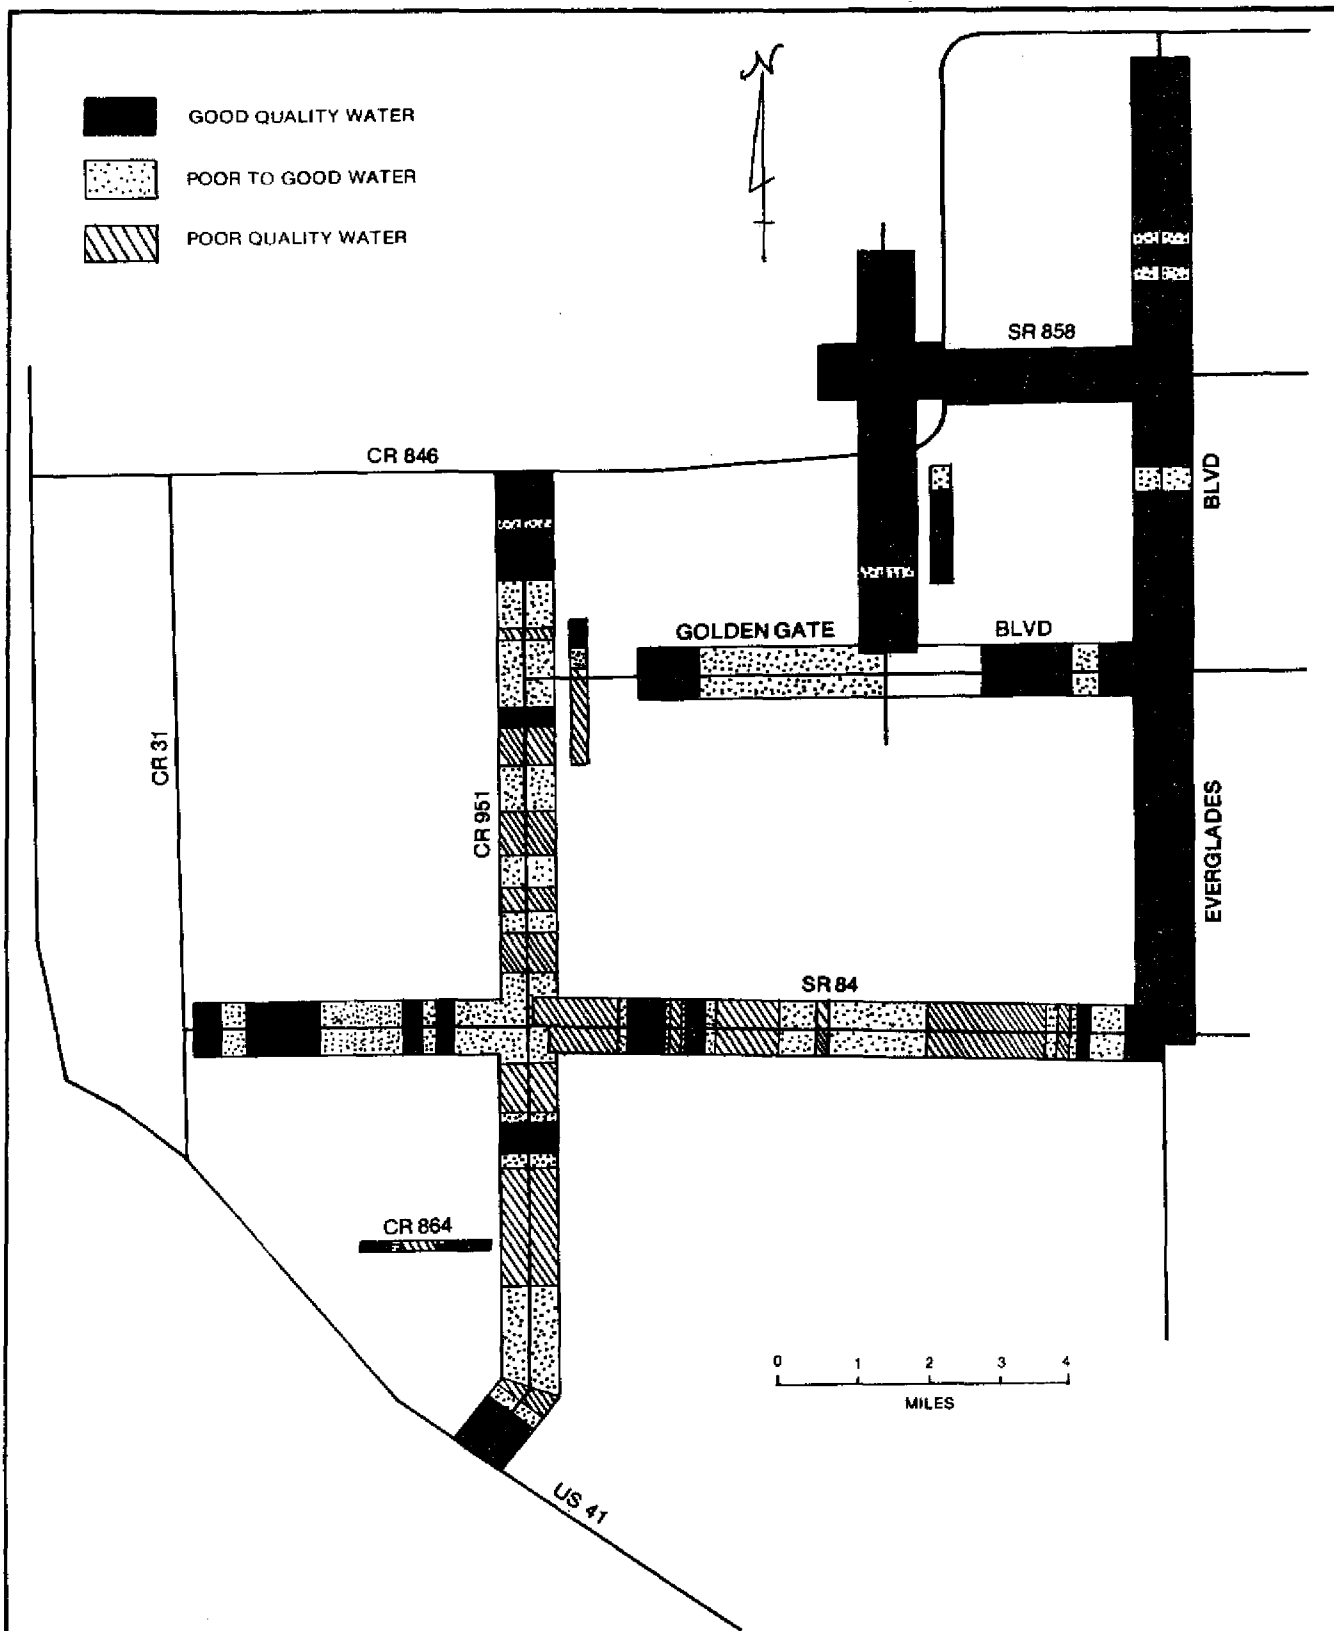 N
GOOD QUALITY WATER
POOR TO GOOD WATER
POOR QUALITY WATER
SR 858
CR 846
BLVD
GOLDEN GATE BLVD
CR 31
CR 951
EVERGLADES
SR 84
CR 864
0 1 2 3 4
MILES
US 41